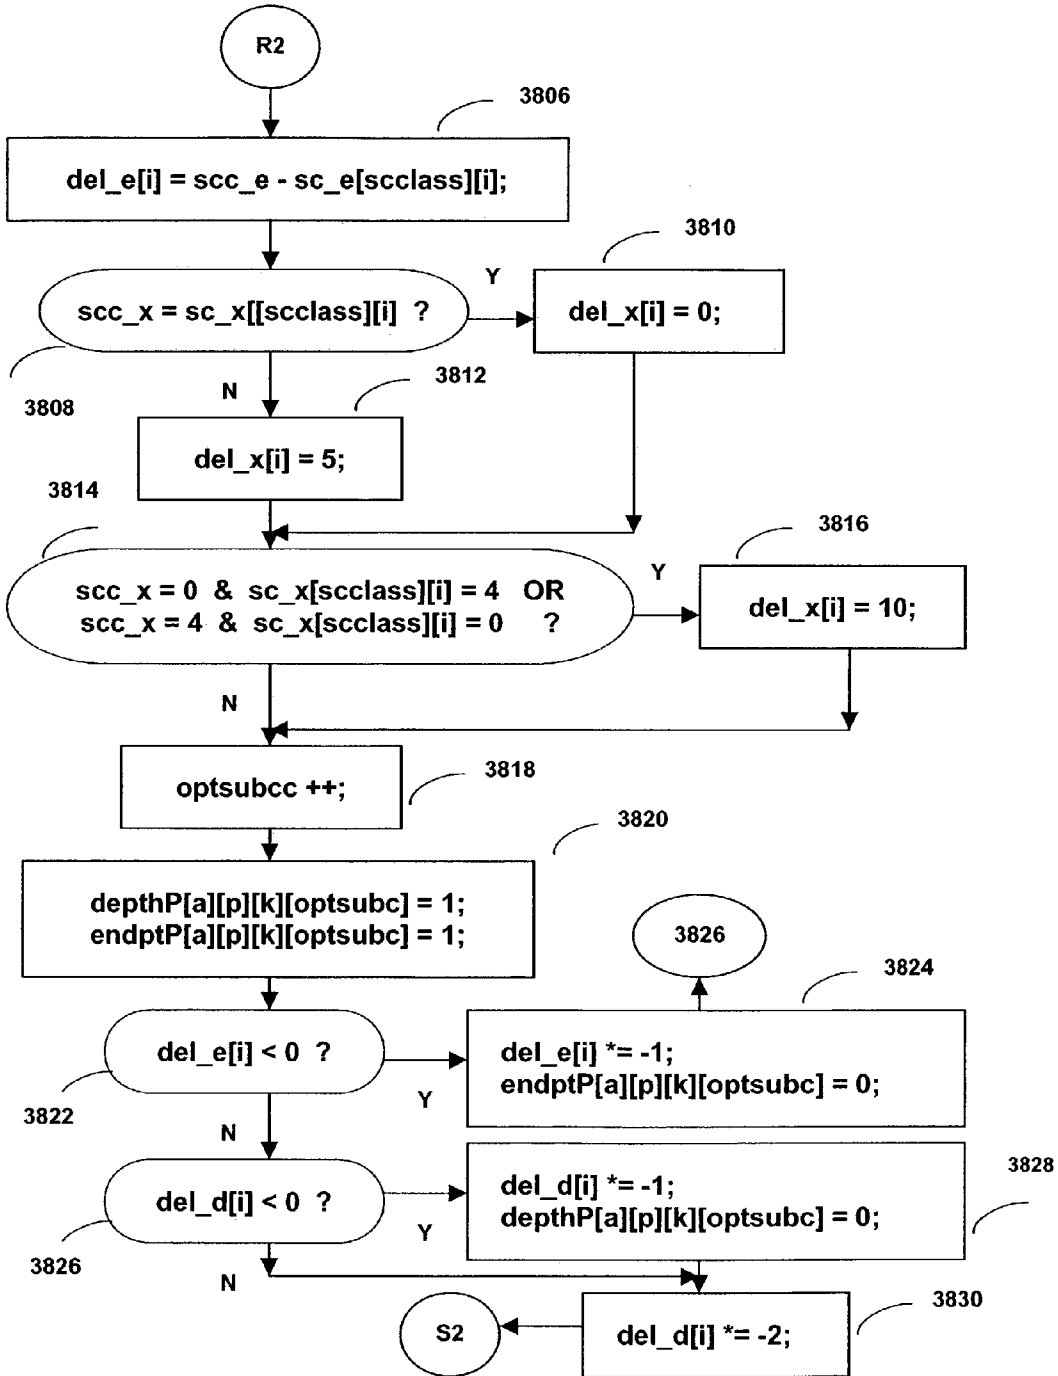 R2
3806
del_e[i] = scc_e - sc_e[scclass][i];
3810
Y
scc_x = sc_x[[scclass][i] ?
del_x[i] = 0;
3812
N
3808
del_x[i] = 5;
3814
3816
Y
scc_x = 0 & sc_x[scclass][i] = 4 OR
scc_x = 4 & sc_x[scclass][i] = 0 ?
del_x[i] = 10;
N
3818
optsubcc ++;
3820
depthP[a][p][k][optsubc] = 1;
endptP[a][p][k][optsubc] = 1;
3826
3824
del_e[i] < 0 ?
del_e[i] *= -1;
endptP[a][p][k][optsubc] = 0;
Y
3822
N
3828
del_d[i] < 0 ?
del_d[i] *= -1;
depthP[a][p][k][optsubc] = 0;
Y
3826
N
3830
S2
del_d[i] *= -2;